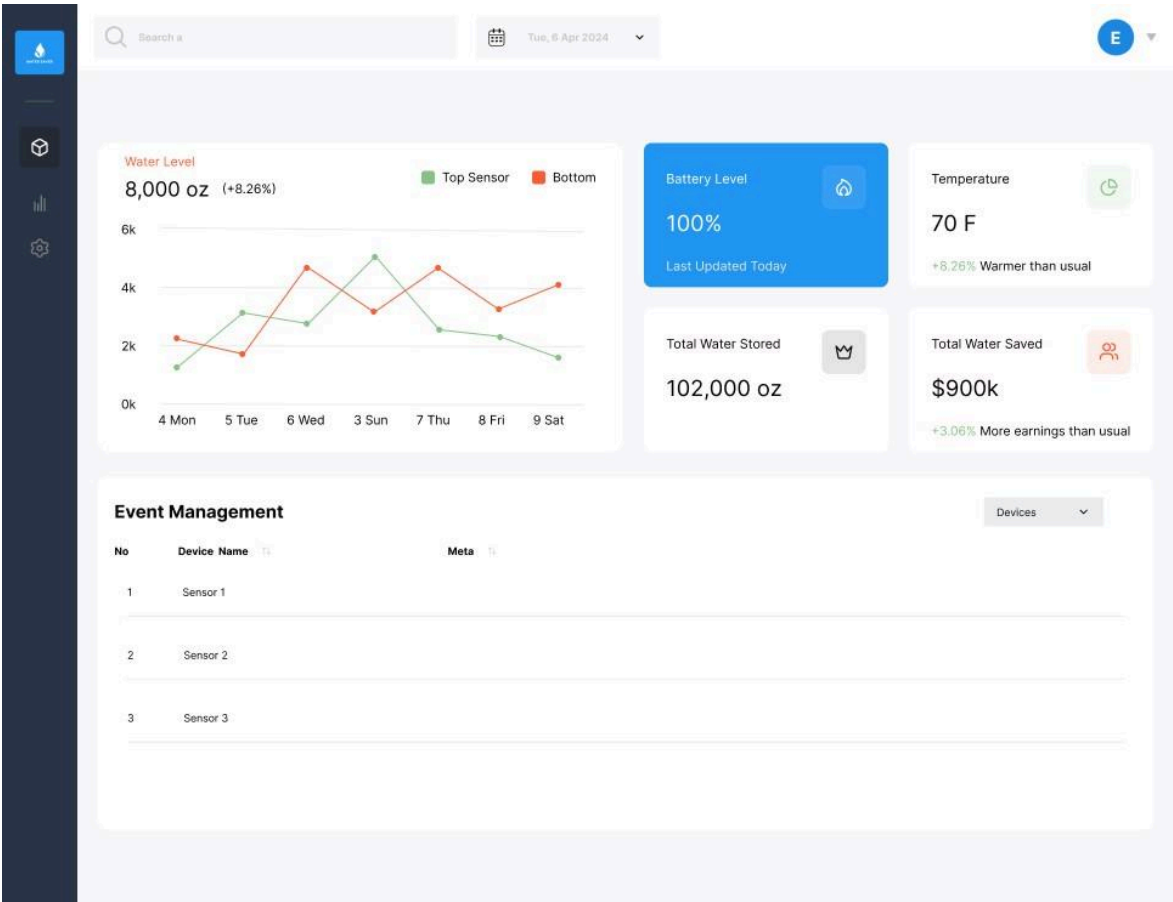 WATER SAVER
Search a
Tue, 6 Apr 2024
E
Water Level
8,000 oz (+8.26%)
Top Sensor
Bottom
6k
4k
2k
0k
4 Mon 5 Tue 6 Wed 3 Sun 7 Thu 8 Fri 9 Sat
Battery Level
100%
Last Updated Today
Temperature
70 F
+8.26% Warmer than usual
Total Water Stored
102,000 oz
Total Water Saved
$900k
+3.06% More earnings than usual
Event Management
Devices
No Device Name Meta
1 Sensor 1
2 Sensor 2
3 Sensor 3